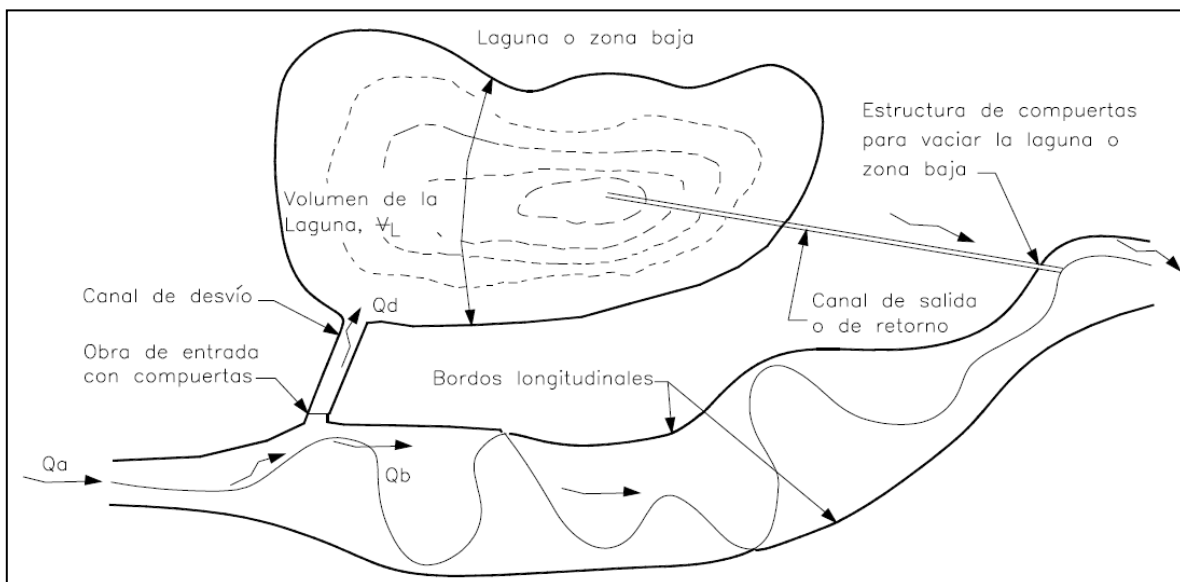 Laguna o zona baja
Estructura de compuertas
para vaciar la laguna o
zona baja
Volumen de la
Laguna, V̶L
Canal de desvío
Qd
Canal de salida
o de retorno
Obra de entrada
con compuertas
Bordos longitudinales
Qa
Qb